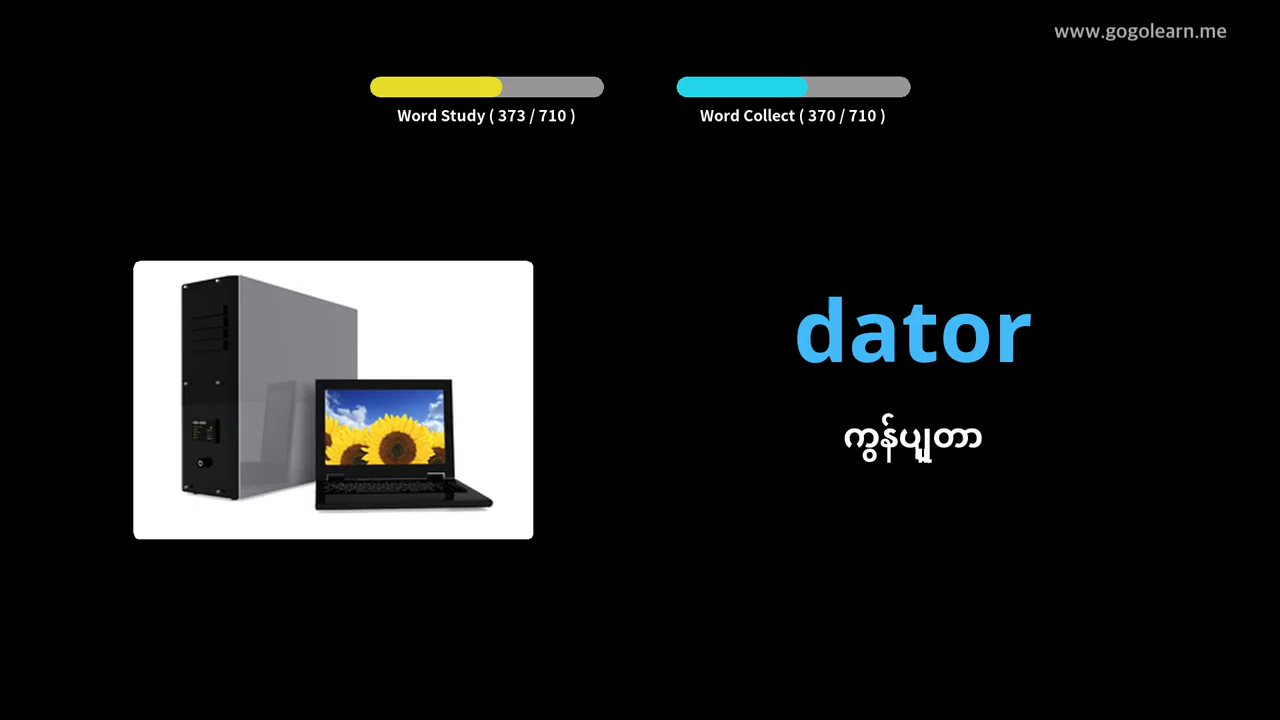 www.gogolearn.me
Word Study ( 373 / 710 )
Word Collect ( 370 / 710 )
dator
ကွန်ပျူတာ